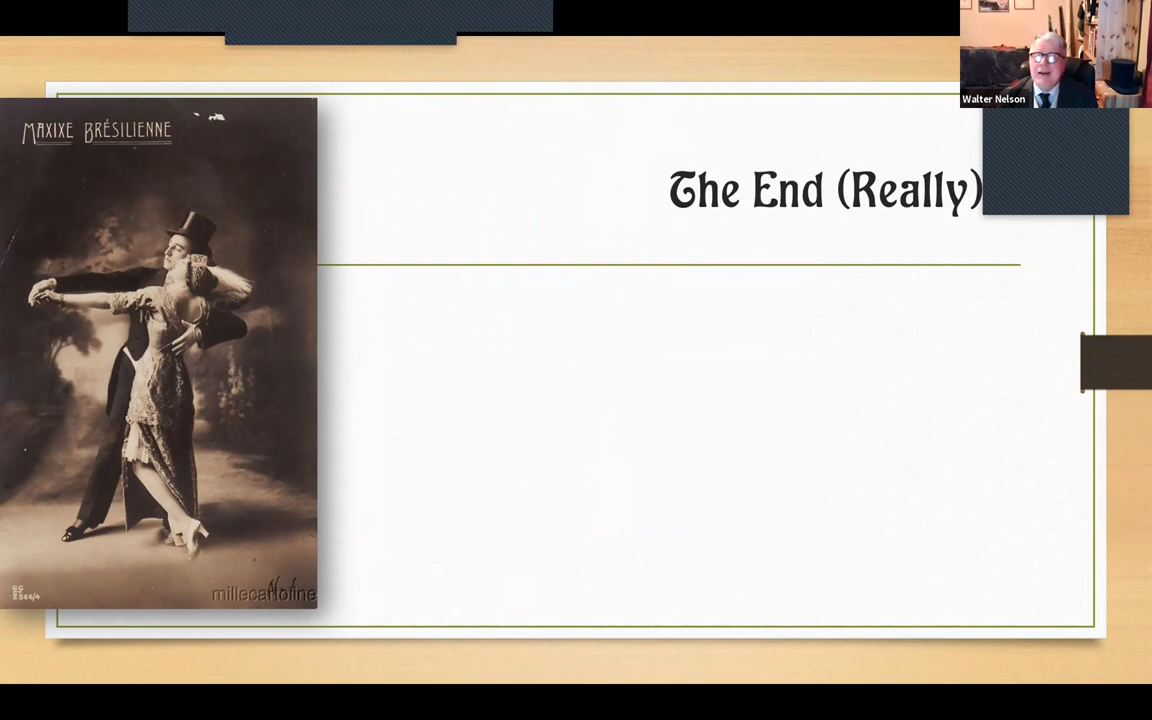 MAXIXE BRÉSILIENNE
Walter Nelson
The End (Really)
millecartoline